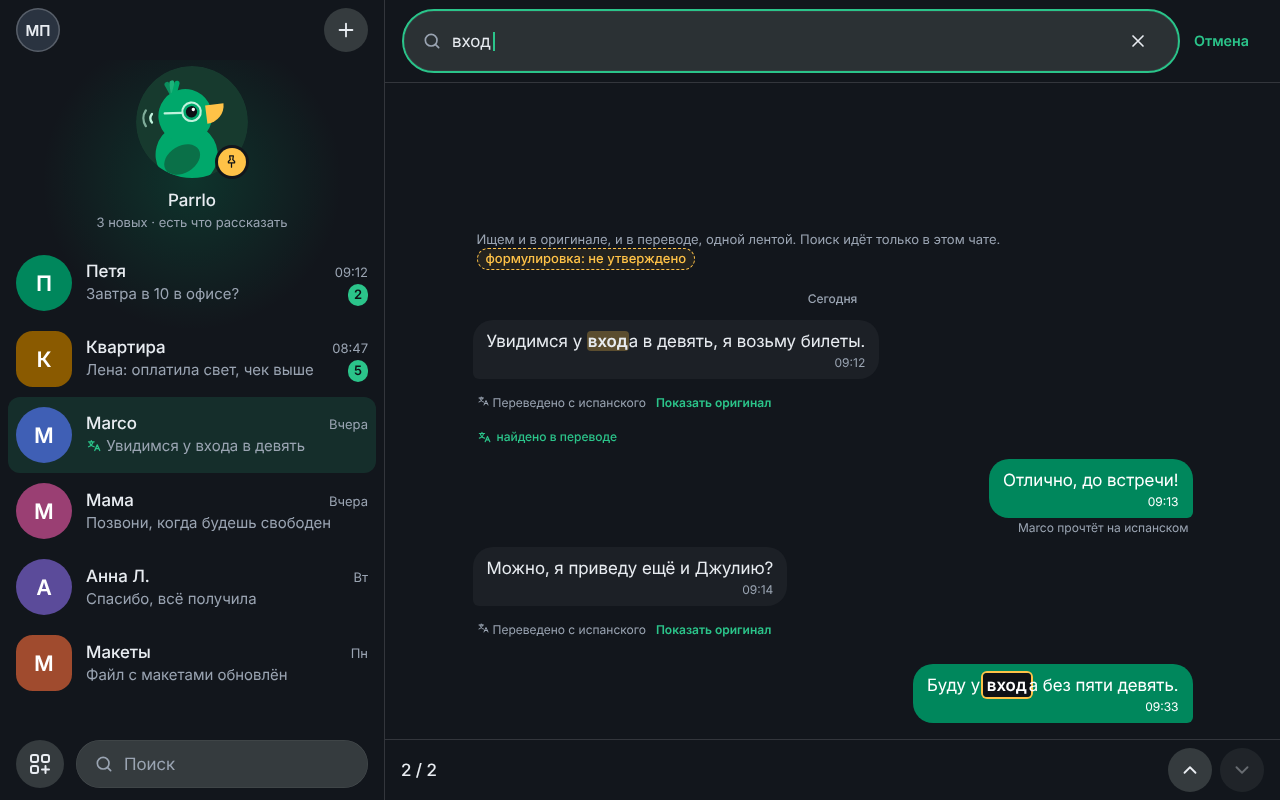 МП
Parrlo
3 новых · есть что рассказать
Петя
09:12
Завтра в 10 в офисе?
2
П
Квартира
08:47
Лена: оплатила свет, чек выше
5
К
Marco
Вчера
Увидимся у входа в девять
M
Мама
Вчера
Позвони, когда будешь свободен
М
Анна Л.
Вт
Спасибо, всё получила
А
Макеты
Пн
Файл с макетами обновлён
М
Поиск
вход
Отмена
Ищем и в оригинале, и в переводе, одной лентой. Поиск идёт только в этом чате.
формулировка: не утверждено
Сегодня
Увидимся у входа в девять, я возьму билеты.
09:12
Переведено с испанского Показать оригинал
найдено в переводе
Отлично, до встречи!
09:13
Marco прочтёт на испанском
Можно, я приведу ещё и Джулию?
09:14
Переведено с испанского Показать оригинал
Буду у входа без пяти девять.
09:33
2 / 2